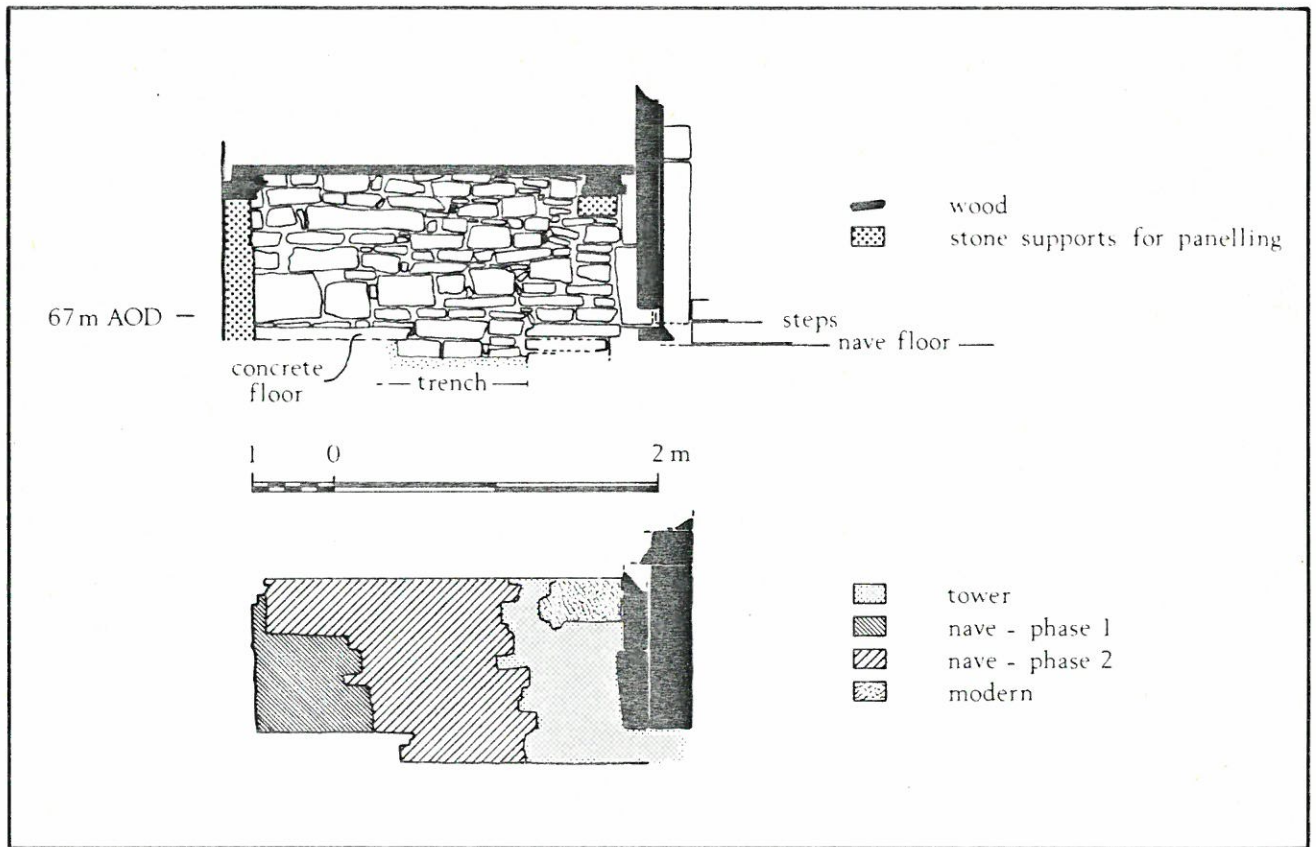 wood
stone supports for panelling
67 m AOD
steps
nave floor
concrete
floor
trench
1 0 2 m
tower
nave - phase 1
nave - phase 2
modern